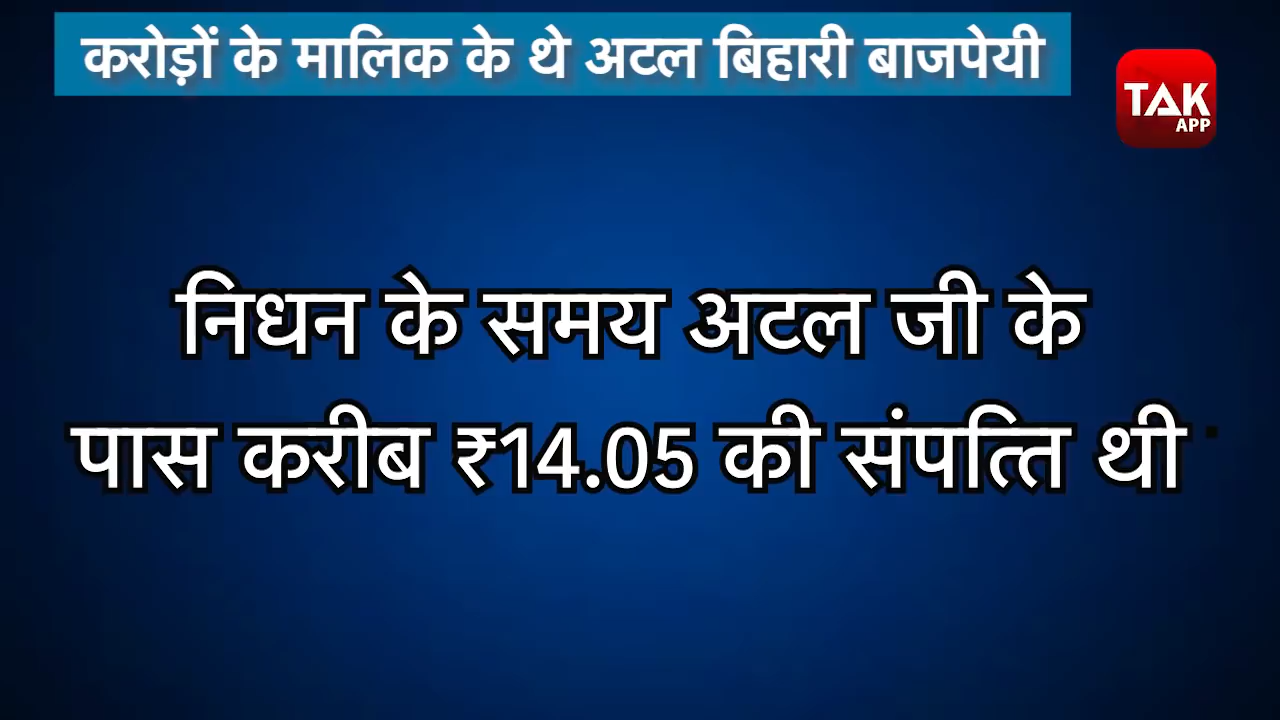 करोड़ों के मालिक के थे अटल बिहारी बाजपेयी
TAK
APP
निधन के समय अटल जी के
पास करीब ₹14.05 की संपत्ति थी